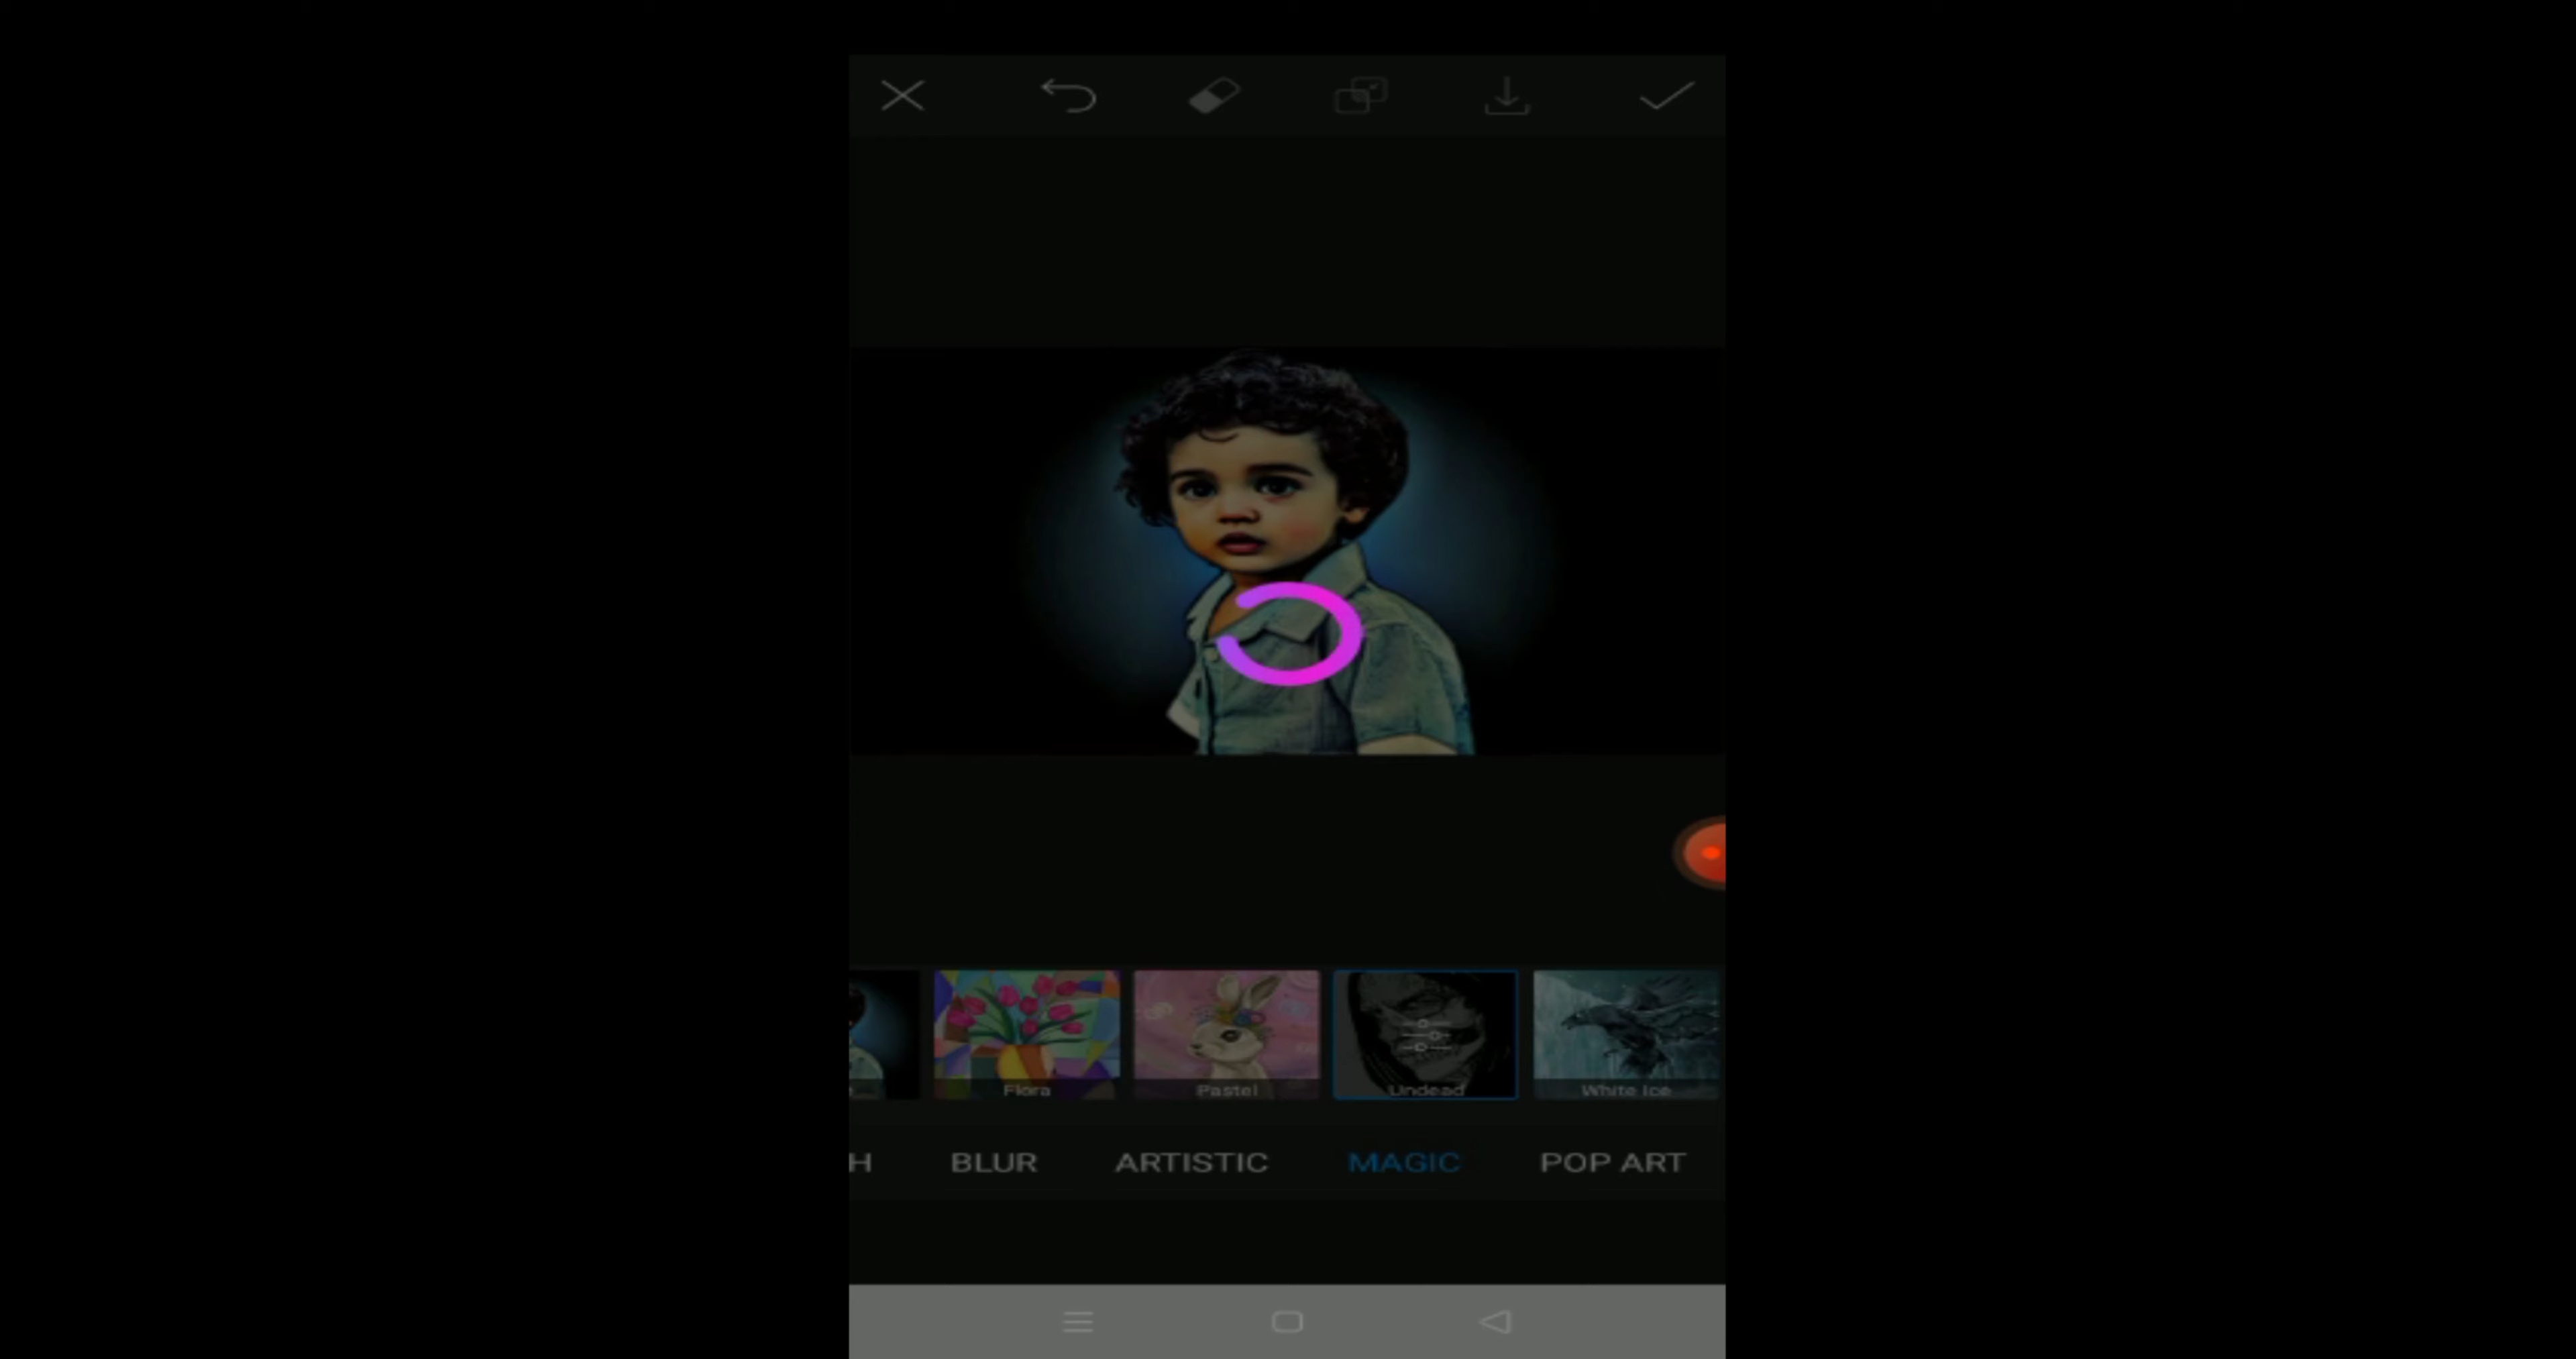 Flora
Pastel
Undead
White Ice
H
BLUR
ARTISTIC
MAGIC
POP ART